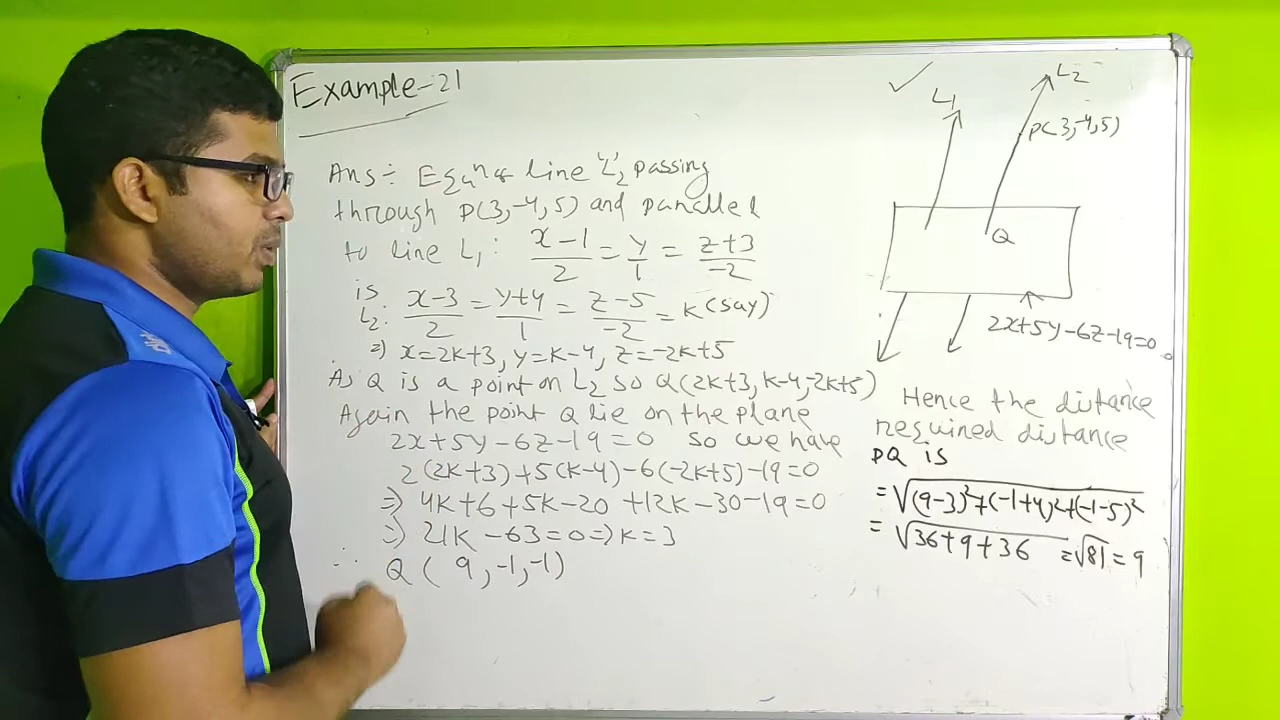 Example-21
Ans:- Eqn of line 'L2' passing
through P(3,-4,5) and parallel
to line L1: x-1/2 = y/1 = z+3/-2
is
L2: x-3/2 = y+4/1 = z-5/-2 = K (say)
⇒ x=2K+3, y=K-4, z=-2K+5
As Q is a point on L2 so Q(2K+3, K-4, -2K+5)
Again the point Q lie on the plane
2x+5y-6z-19=0 so we have
2(2K+3)+5(K-4)-6(-2K+5)-19=0
⇒ 4K+6+5K-20+12K-30-19=0
⇒ 21K-63=0 ⇒ K=3
∴ Q(9,-1,-1)
✓
L1
L2
P(3,-4,5)
Q
2x+5y-6z-19=0
Hence the distance
required distance
PQ is
=√(9-3)²+(-1+4)²+(-1-5)²
=√36+9+36 =√81=9